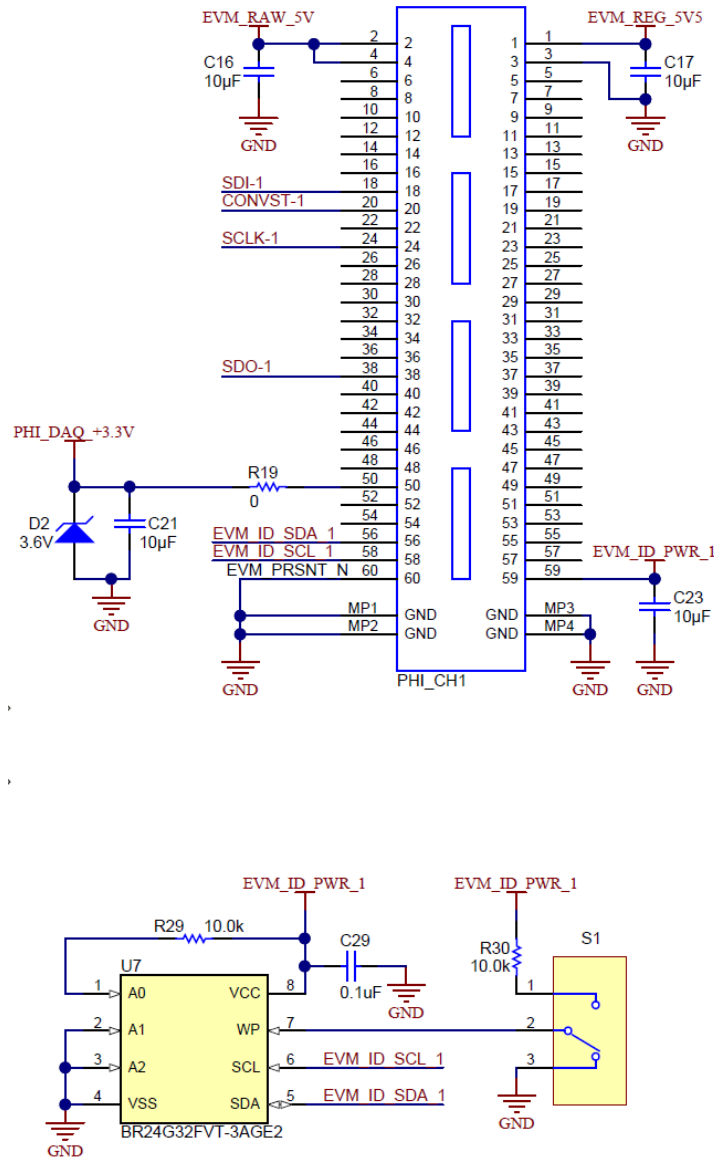 EVM_RAW_5V
EVM_REG_5V5
2 2 1 1
4 4 3 3
C16
10µF
C17
10µF
6 6 5 5
8 8 7 7
10 10 9 9
GND
GND
12 12 11 11
14 14 13 13
16 16 15 15
SDI-1 18 18 17 17
CONVST-1 20 20 19 19
22 22 21 21
SCLK-1 24 24 23 23
26 26 25 25
28 28 27 27
30 30 29 29
32 32 31 31
34 34 33 33
36 36 35 35
SDO-1 38 38 37 37
40 40 39 39
42 42 41 41
44 44 43 43
46 46 45 45
48 48 47 47
PHI_DAQ_+3.3V
R19
0
50 50 49 49
52 52 51 51
54 54 53 53
D2
3.6V
C21
10µF
GND
EVM_ID_SDA_1 56 56 55 55
EVM_ID_SCL_1 58 58 57 57
EVM_PRSNT_N 60 60 59 59
EVM_ID_PWR_1
C23
10µF
MP1 GND GND MP3
MP2 GND GND MP4
GND
GND
GND
PHI_CH1
EVM_ID_PWR_1
EVM_ID_PWR_1
R29 10.0k
C29
0.1uF
GND
R30
10.0k
S1
U7
1 A0 VCC 8
2 A1 WP 7
3 A2 SCL 6 EVM_ID_SCL_1
4 VSS SDA 5 EVM_ID_SDA_1
BR24G32FVT-3AGE2
GND
1
2
3
GND